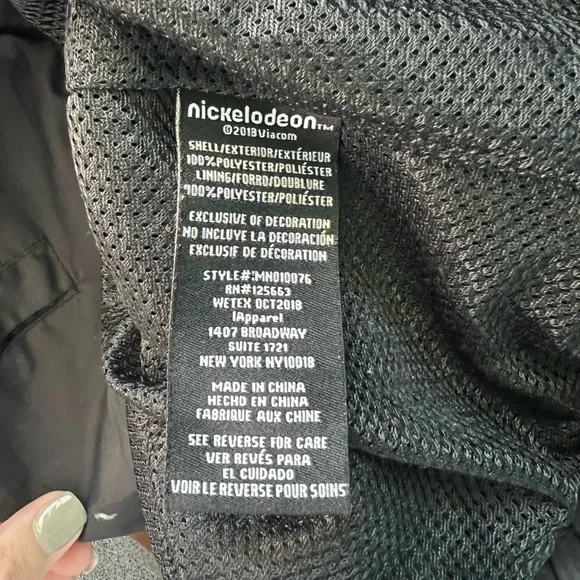 nickelodeon™
©2018 Viacom
SHELL/EXTERIOR/EXTÉRIEUR
100%POLYESTER/POLIÉSTER
LINING/FORRO/DOUBLURE
100%POLYESTER/POLIÉSTER
EXCLUSIVE OF DECORATION
NO INCLUYE LA DECORACIÓN
EXCLUSIF DE DÉCORATION
STYLE#:MN010076
RN#125663
WETEX OCT2018
IApparel
1407 BROADWAY
SUITE 1721
NEW YORK NY10018
MADE IN CHINA
HECHO EN CHINA
FABRIQUE AUX CHINE
SEE REVERSE FOR CARE
VER REVÉS PARA
EL CUIDADO
VOIR LE REVERSE POUR SOINS